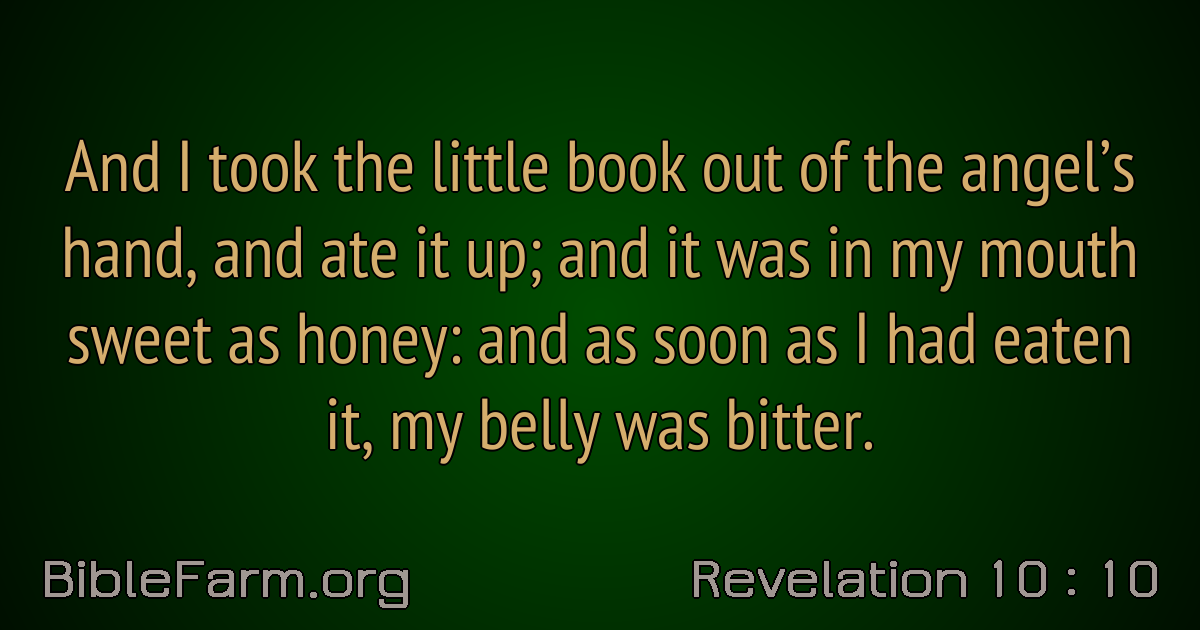 And I took the little book out of the angel’s
hand, and ate it up; and it was in my mouth
sweet as honey: and as soon as I had eaten
it, my belly was bitter.
BibleFarm.org
Revelation 10 : 10